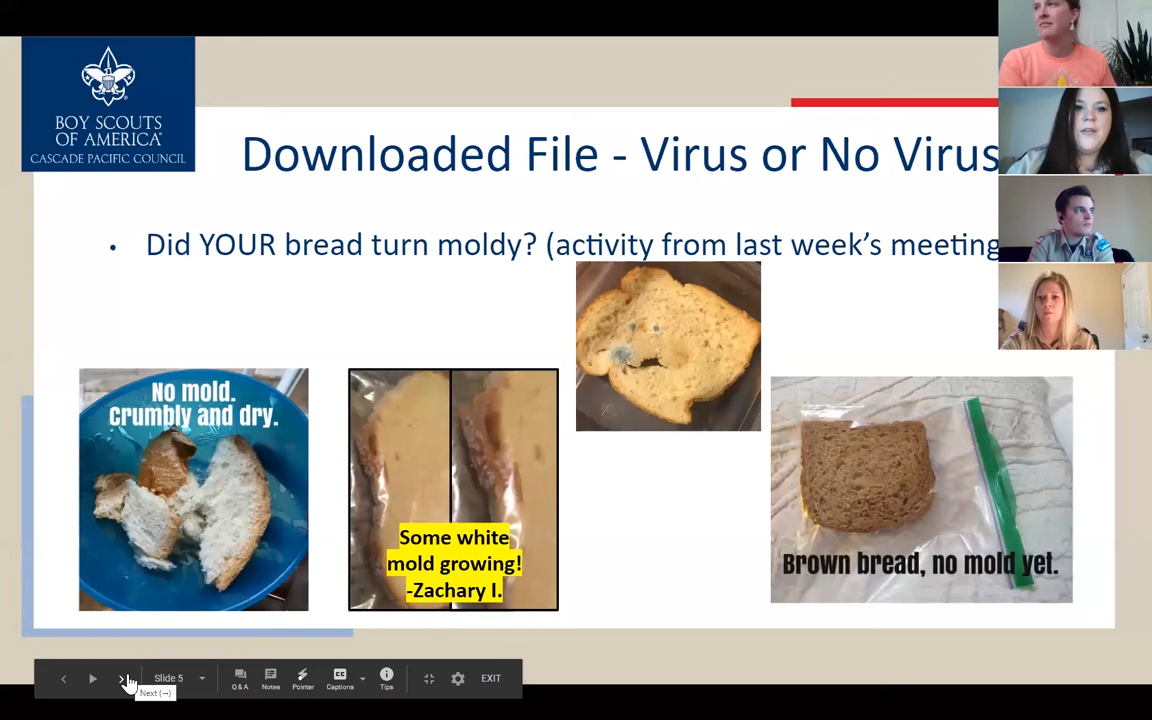 BOY SCOUTS
OF AMERICA®
CASCADE PACIFIC COUNCIL
Downloaded File - Virus or No Virus
• Did YOUR bread turn moldy? (activity from last week's meeting
No mold.
Crumbly and dry.
Some white
mold growing!
-Zachary I.
Brown bread, no mold yet.
Slide 5
Q & A
Notes
Pointer
Captions
Tips
EXIT
Next (→)